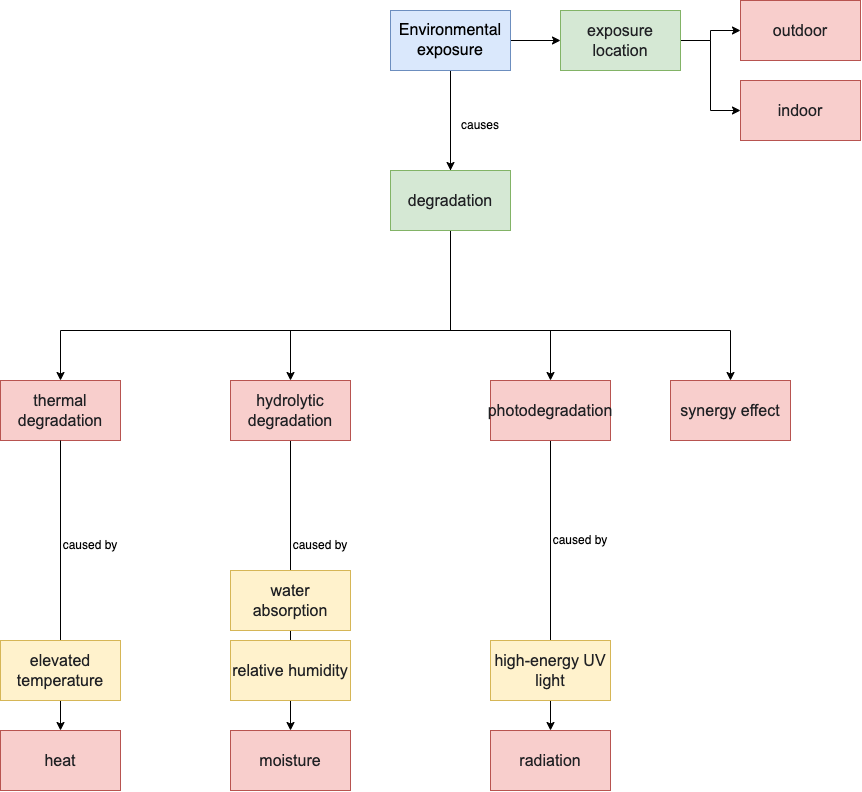 Environmental
exposure
exposure
location
outdoor
indoor
causes
degradation
thermal
degradation
hydrolytic
degradation
photodegradation
synergy effect
caused by
caused by
caused by
water
absorption
elevated
temperature
relative humidity
high-energy UV
light
heat
moisture
radiation